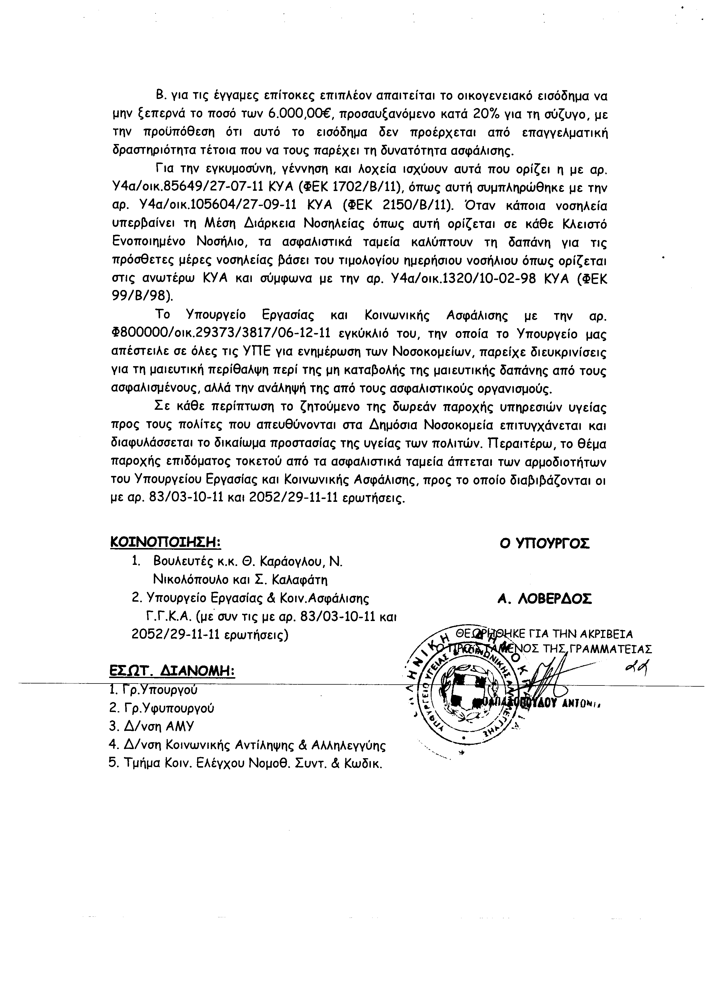 Β. για τις έγγαμες επίτοκες επιπλέον απαιτείται το οικογενειακό εισόδημα να
μην ξεπερνά το ποσό των 6.000,00€, προσαυξανόμενο κατά 20% για τη σύζυγο, με
την προϋπόθεση ότι αυτό το εισόδημα δεν προέρχεται από επαγγελματική
δραστηριότητα τέτοια που να τους παρέχει τη δυνατότητα ασφάλισης.
Για την εγκυμοσύνη, γέννηση και λοχεία ισχύουν αυτά που ορίζει η με αρ.
Υ4α/οικ.85649/27-07-11 ΚΥΑ (ΦΕΚ 1702/Β/11), όπως αυτή συμπληρώθηκε με την
αρ. Υ4α/οικ.105604/27-09-11 ΚΥΑ (ΦΕΚ 2150/Β/11). Όταν κάποια νοσηλεία
υπερβαίνει τη Μέση Διάρκεια Νοσηλείας όπως αυτή ορίζεται σε κάθε Κλειστό
Ενοποιημένο Νοσήλιο, τα ασφαλιστικά ταμεία καλύπτουν τη δαπάνη για τις
πρόσθετες μέρες νοσηλείας βάσει του τιμολογίου ημερήσιου νοσήλιου όπως ορίζεται
στις ανωτέρω ΚΥΑ και σύμφωνα με την αρ. Υ4α/οικ.1320/10-02-98 ΚΥΑ (ΦΕΚ
99/Β/98).
Το Υπουργείο Εργασίας και Κοινωνικής Ασφάλισης με την αρ.
Φ800000/οικ.29373/3817/06-12-11 εγκύκλιό του, την οποία το Υπουργείο μας
απέστειλε σε όλες τις ΥΠΕ για ενημέρωση των Νοσοκομείων, παρείχε διευκρινίσεις
για τη μαιευτική περίθαλψη περί της μη καταβολής της μαιευτικής δαπάνης από τους
ασφαλισμένους, αλλά την ανάληψή της από τους ασφαλιστικούς οργανισμούς.
Σε κάθε περίπτωση το ζητούμενο της δωρεάν παροχής υπηρεσιών υγείας
προς τους πολίτες που απευθύνονται στα Δημόσια Νοσοκομεία επιτυγχάνεται και
διαφυλάσσεται το δικαίωμα προστασίας της υγείας των πολιτών. Περαιτέρω, το θέμα
παροχής επιδόματος τοκετού από τα ασφαλιστικά ταμεία άπτεται των αρμοδιοτήτων
του Υπουργείου Εργασίας και Κοινωνικής Ασφάλισης, προς το οποίο διαβιβάζονται οι
με αρ. 83/03-10-11 και 2052/29-11-11 ερωτήσεις.
ΚΟΙΝΟΠΟΙΗΣΗ:
1. Βουλευτές κ.κ. Θ. Καράογλου, Ν.
Νικολόπουλο και Σ. Καλαφάτη
2. Υπουργείο Εργασίας & Κοιν.Ασφάλισης
Γ.Γ.Κ.Α. (με συν τις με αρ. 83/03-10-11 και
2052/29-11-11 ερωτήσεις)
Ο ΥΠΟΥΡΓΟΣ
Α. ΛΟΒΕΡΔΟΣ
ΘΕΩΡΗΘΗΚΕ ΓΙΑ ΤΗΝ ΑΚΡΙΒΕΙΑ
Ο ΠΡΟΪΣΤΑΜΕΝΟΣ ΤΗΣ ΓΡΑΜΜΑΤΕΙΑΣ
ΥΠΟΥΡΓΕΙΟ ΥΓΕΙΑΣ & ΚΟΙΝΩΝΙΚΗΣ ΑΛΛΗΛΕΓΓΥΗΣ
ΕΣΩΤ. ΔΙΑΝΟΜΗ:
1. Γρ.Υπουργού
2. Γρ.Υφυπουργού
3. Δ/νση ΑΜΥ
4. Δ/νση Κοινωνικής Αντίληψης & Αλληλεγγύης
5. Τμήμα Κοιν. Ελέγχου Νομοθ. Συντ. & Κωδικ.